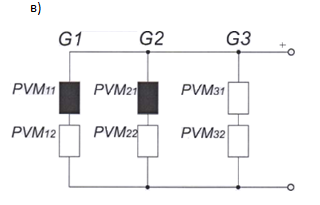 в)
G1 G2 G3
+
PVM11 PVM21 PVM31
PVM12 PVM22 PVM32